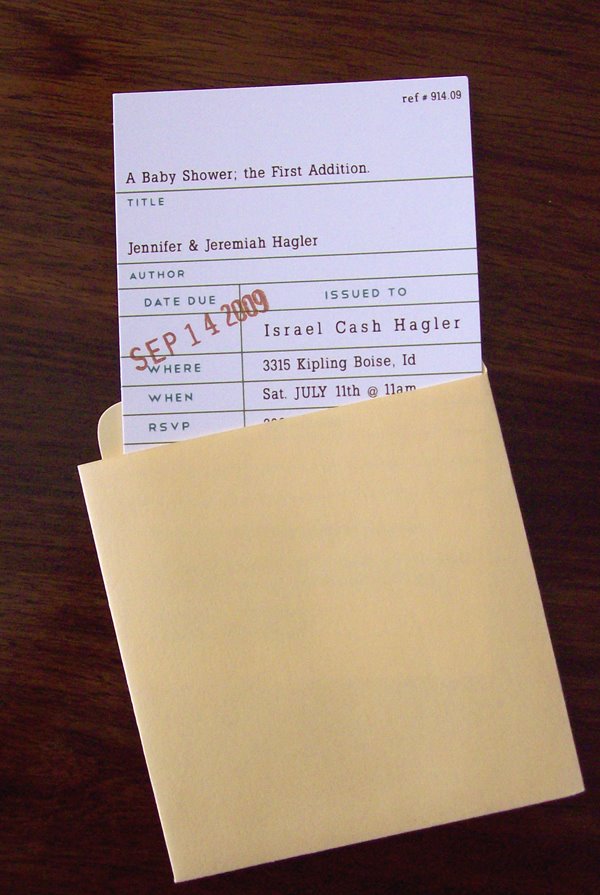 ref # 914.09
A Baby Shower; the First Addition.
TITLE
Jennifer & Jeremiah Hagler
AUTHOR
DATE DUE ISSUED TO
SEP 14 2009 Israel Cash Hagler
WHERE 3315 Kipling Boise, Id
WHEN Sat. JULY 11th @ 11am
RSVP